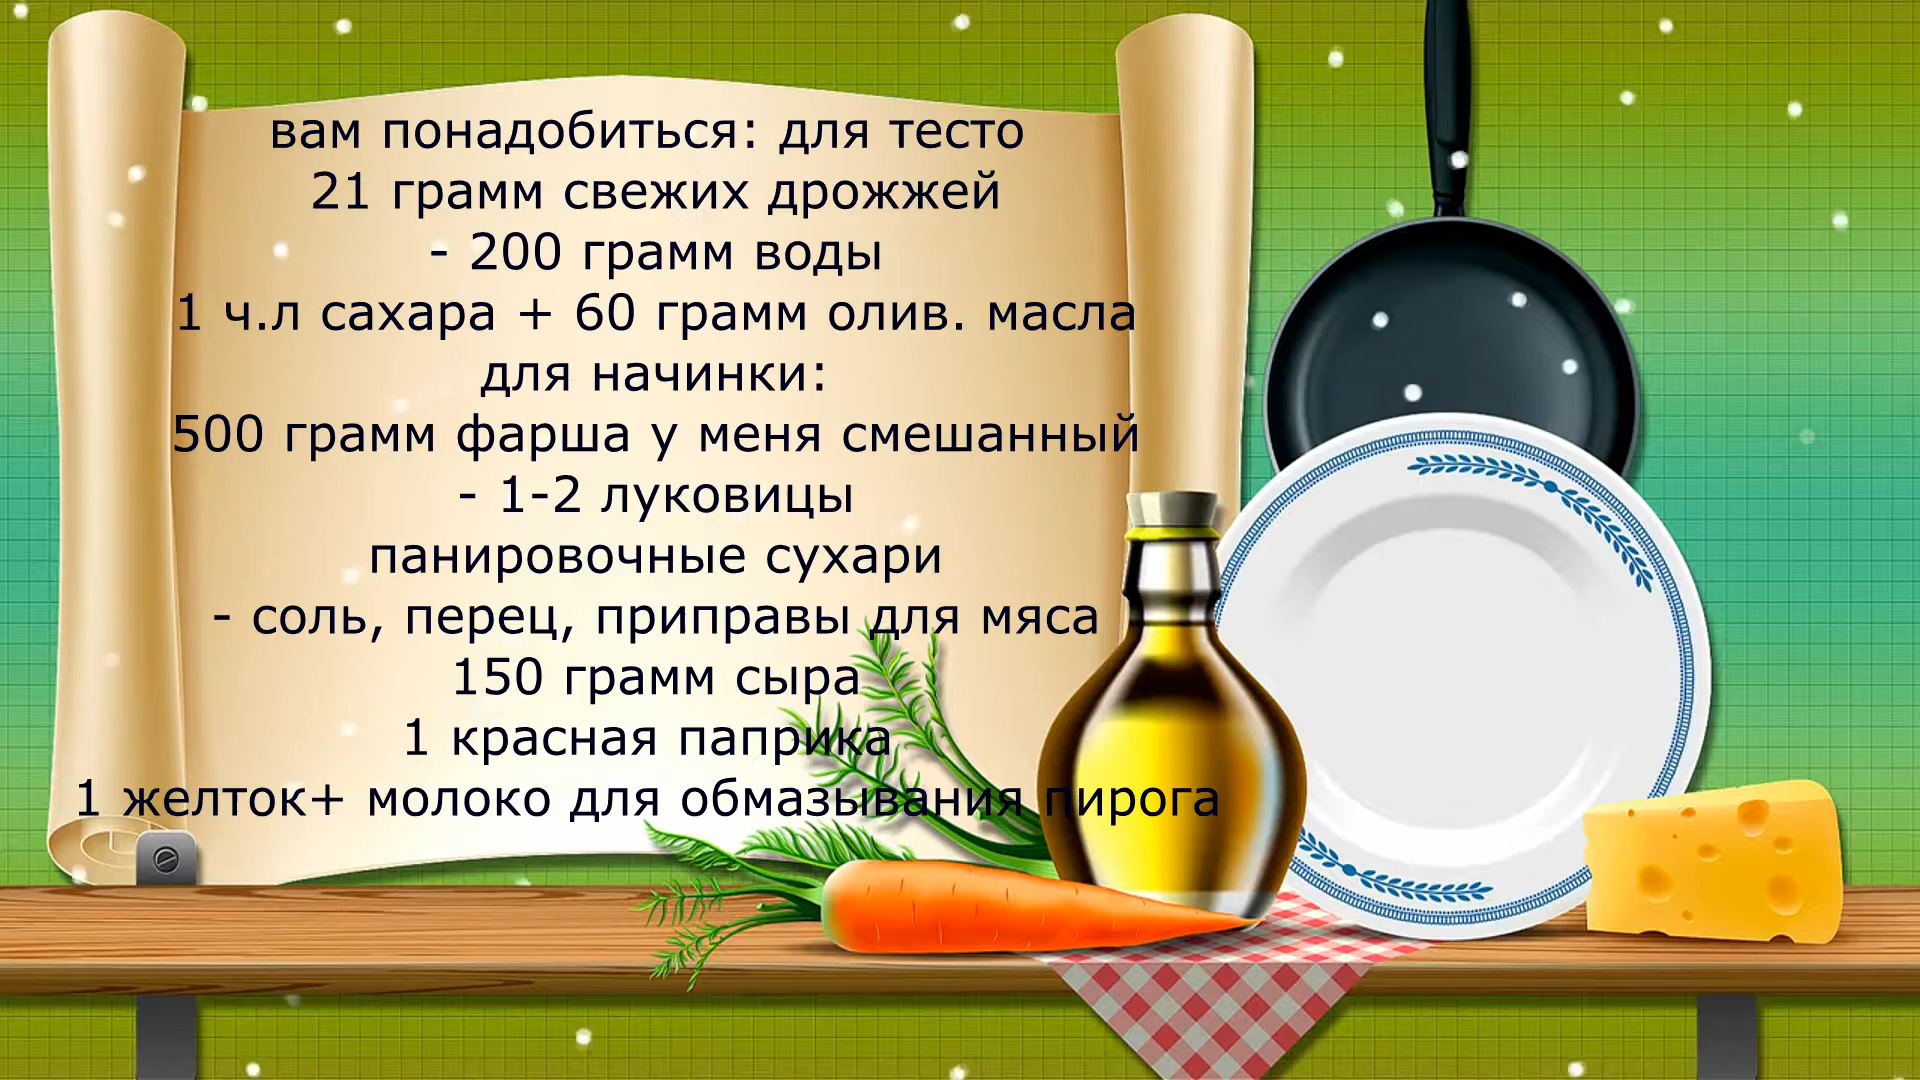 вам понадобиться: для тесто
21 грамм свежих дрожжей
- 200 грамм воды
1 ч.л сахара + 60 грамм олив. масла
для начинки:
500 грамм фарша у меня смешанный
- 1-2 луковицы
панировочные сухари
- соль, перец, приправы для мяса
150 грамм сыра
1 красная паприка
1 желток+ молоко для обмазывания пирога